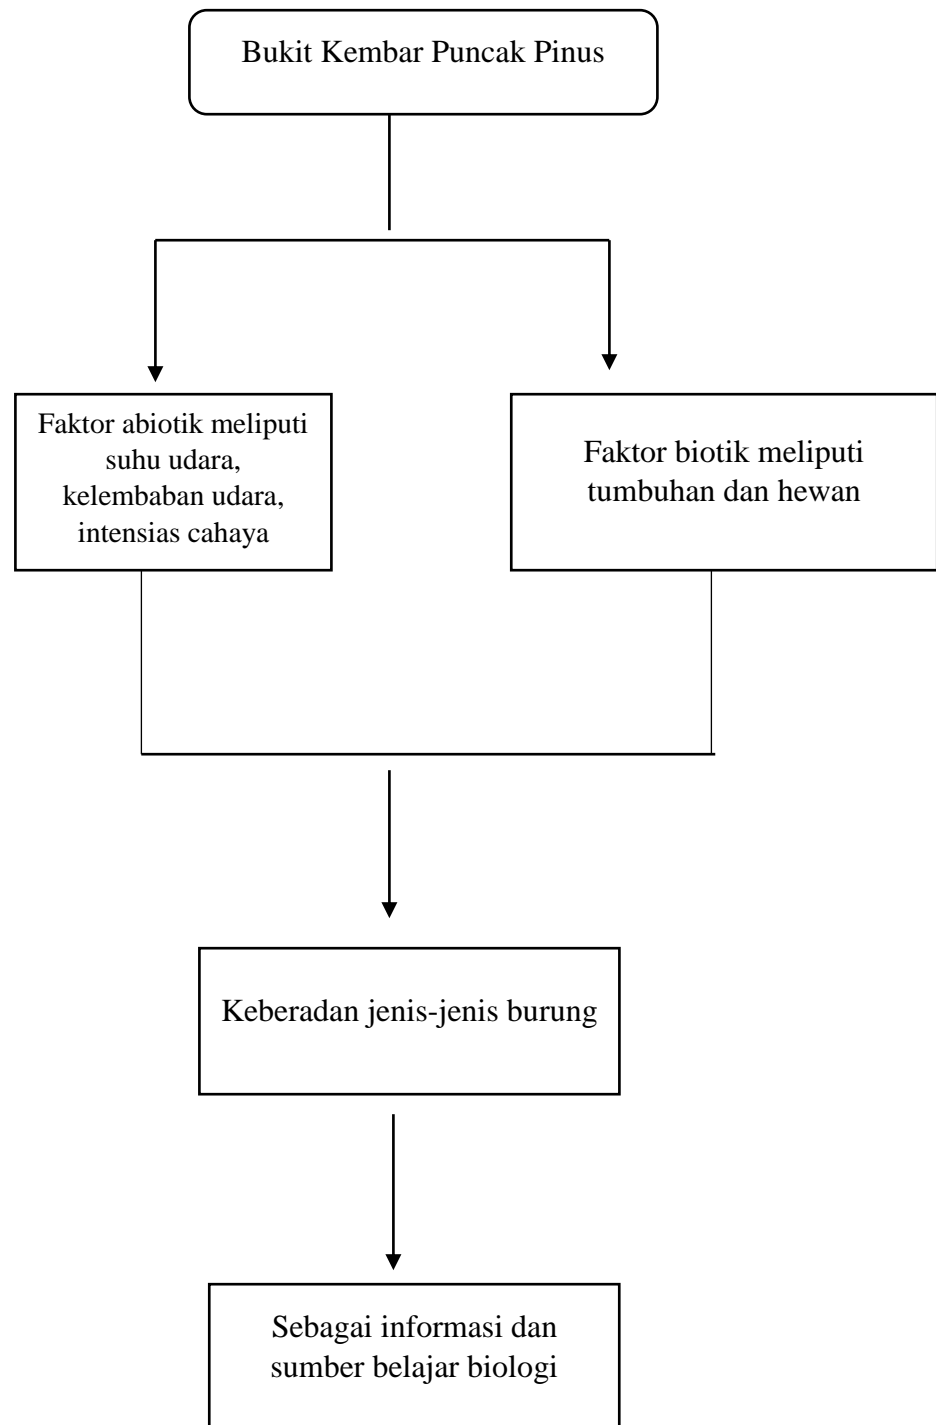 Bukit Kembar Puncak Pinus
Faktor abiotik meliputi
suhu udara,
kelembaban udara,
intensias cahaya
Faktor biotik meliputi
tumbuhan dan hewan
Keberadan jenis-jenis burung
Sebagai informasi dan
sumber belajar biologi